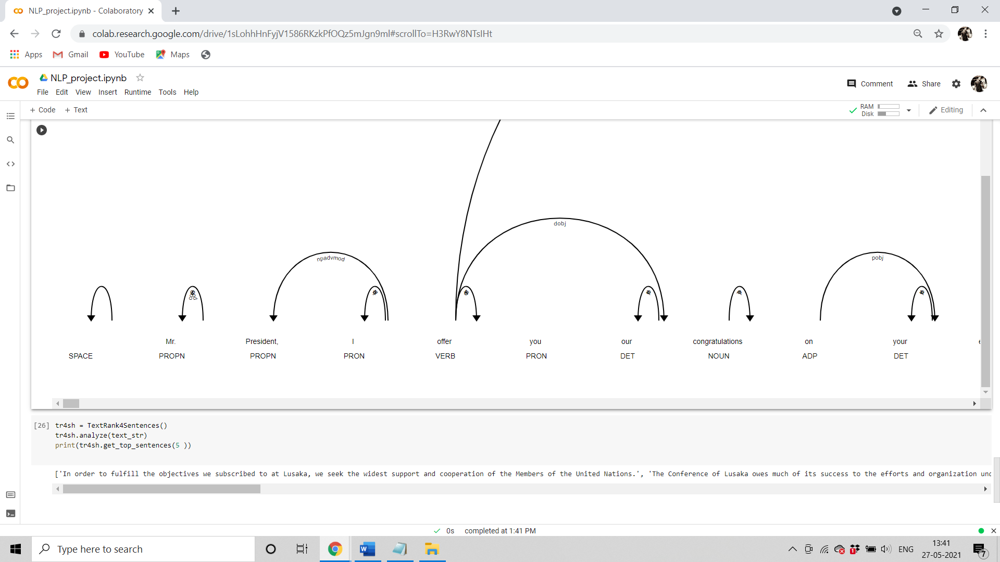 NLP_project.ipynb - Colaboratory
colab.research.google.com/drive/1sLohhHnFyjV1586RKzkPfOQz5mJgn9mI#scrollTo=H3RwY8NTslHt
Apps Gmail YouTube Maps
NLP_project.ipynb
Comment Share
File Edit View Insert Runtime Tools Help
+ Code + Text
RAM
Disk
Editing
dobj
npadvmod
pobj
Mr. President, I offer you our congratulations on your
SPACE PROPN PROPN PRON VERB PRON DET NOUN ADP DET
[26] tr4sh = TextRank4Sentences()
tr4sh.analyze(text_str)
print(tr4sh.get_top_sentences(5 ))
['In order to fulfill the objectives we subscribed to at Lusaka, we seek the widest support and cooperation of the Members of the United Nations.', 'The Conference of Lusaka owes much of its success to the efforts and organization
0s completed at 1:41 PM
Type here to search
ENG
13:41
27-05-2021
1
7